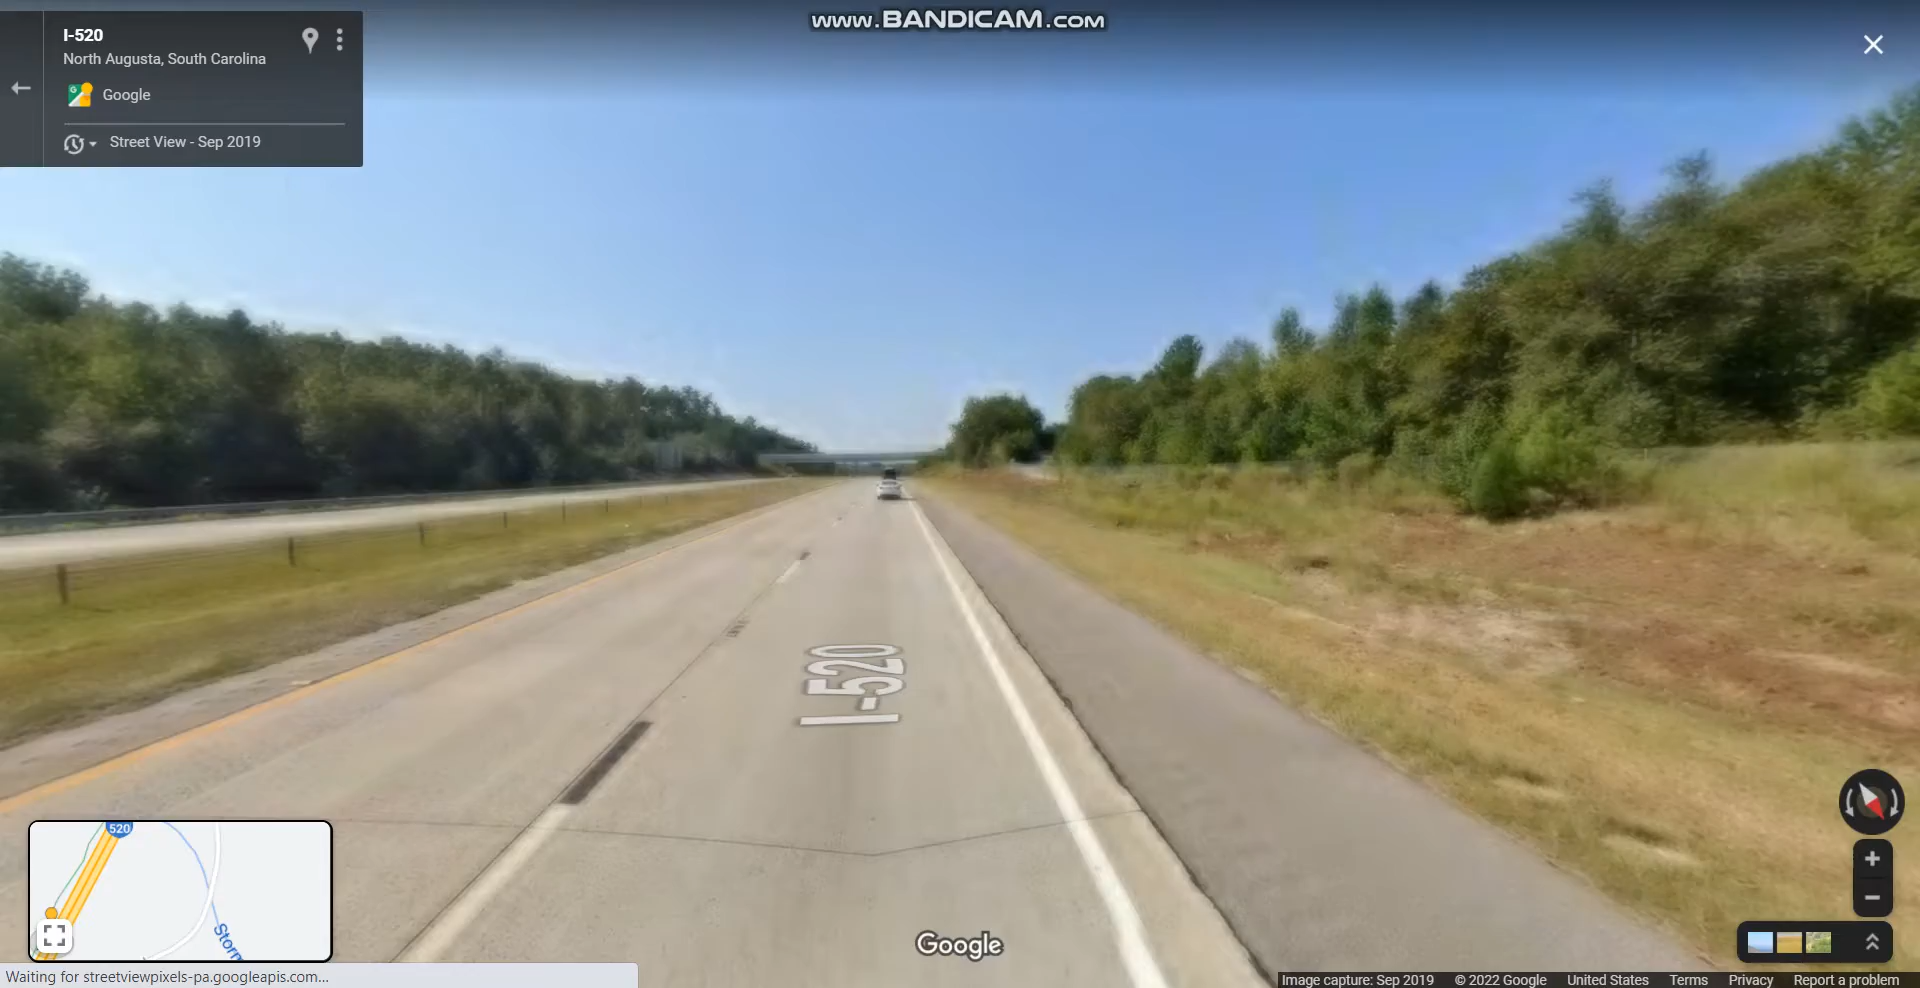 www.BANDICAM.com
I-520
North Augusta, South Carolina
Google
Street View - Sep 2019
I-520
520
Storm
Google
Waiting for streetviewpixels-pa.googleapis.com...
Image capture: Sep 2019 © 2022 Google United States Terms Privacy Report a problem